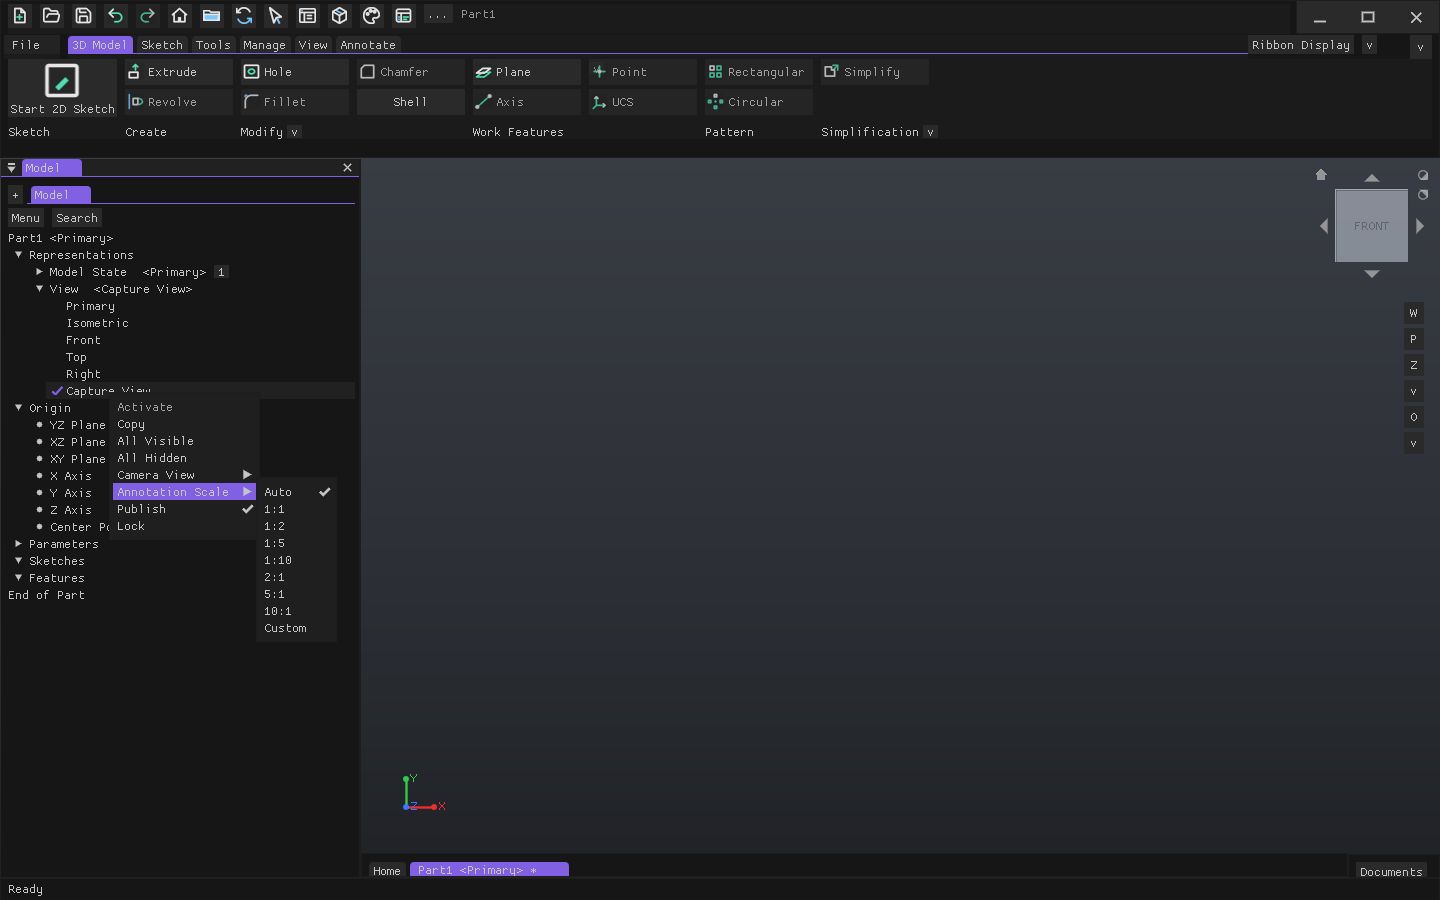 ... Part1
File 3D Model Sketch Tools Manage View Annotate Ribbon Display v v
Start 2D Sketch
Extrude Hole Chamfer Plane Point Rectangular Simplify
Revolve Fillet Shell Axis UCS Circular
Sketch Create Modify v Work Features Pattern Simplification v
Model
+ Model
Menu Search
Part1 <Primary>
Representations
Model State <Primary> 1
View <Capture View>
Primary
Isometric
Front
Top
Right
Capture View
Origin
YZ Plane
XZ Plane
XY Plane
X Axis
Y Axis
Z Axis
Center Po
Parameters
Sketches
Features
End of Part
Activate
Copy
All Visible
All Hidden
Camera View
Annotation Scale
Publish
Lock
Auto
1:1
1:2
1:5
1:10
2:1
5:1
10:1
Custom
FRONT
W
P
Z
v
O
v
Y
Z X
Home Part1 <Primary> * Documents
Ready